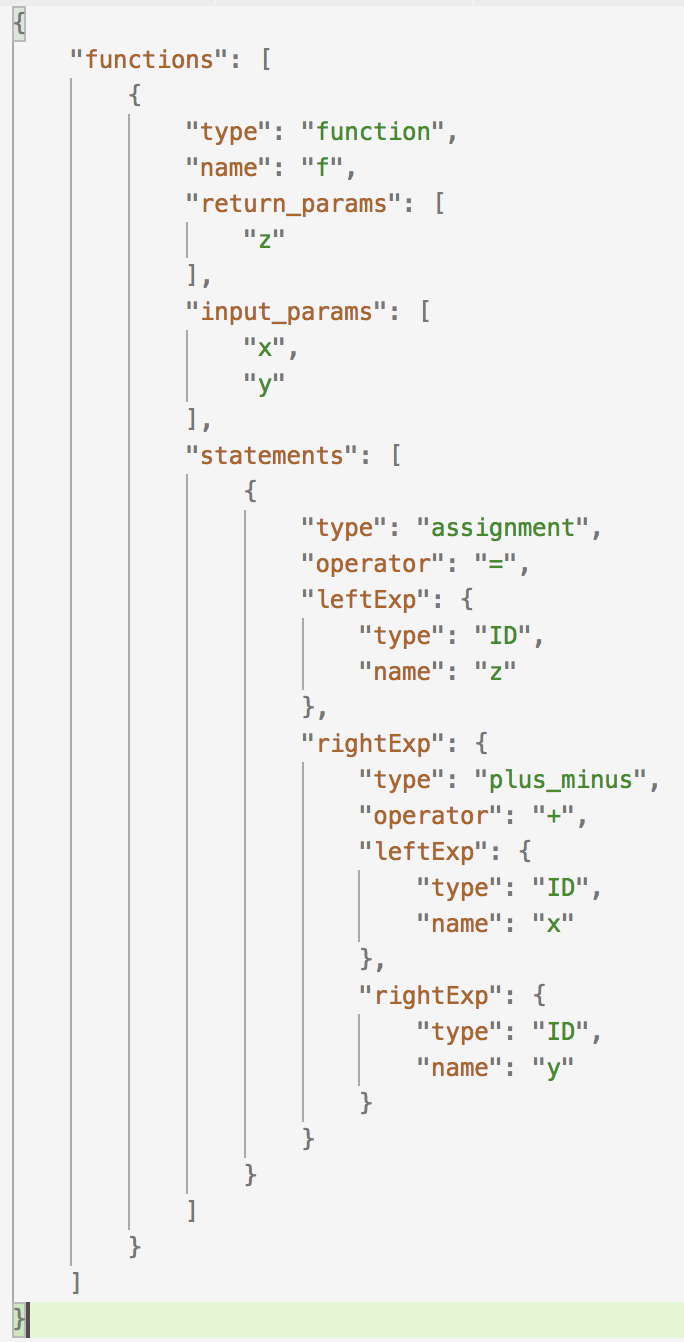 {
    "functions": [
        {
            "type": "function",
            "name": "f",
            "return_params": [
                "z"
            ],
            "input_params": [
                "x",
                "y"
            ],
            "statements": [
                {
                    "type": "assignment",
                    "operator": "=",
                    "leftExp": {
                        "type": "ID",
                        "name": "z"
                    },
                    "rightExp": {
                        "type": "plus_minus",
                        "operator": "+",
                        "leftExp": {
                            "type": "ID",
                            "name": "x"
                        },
                        "rightExp": {
                            "type": "ID",
                            "name": "y"
                        }
                    }
                }
            ]
        }
    ]
}